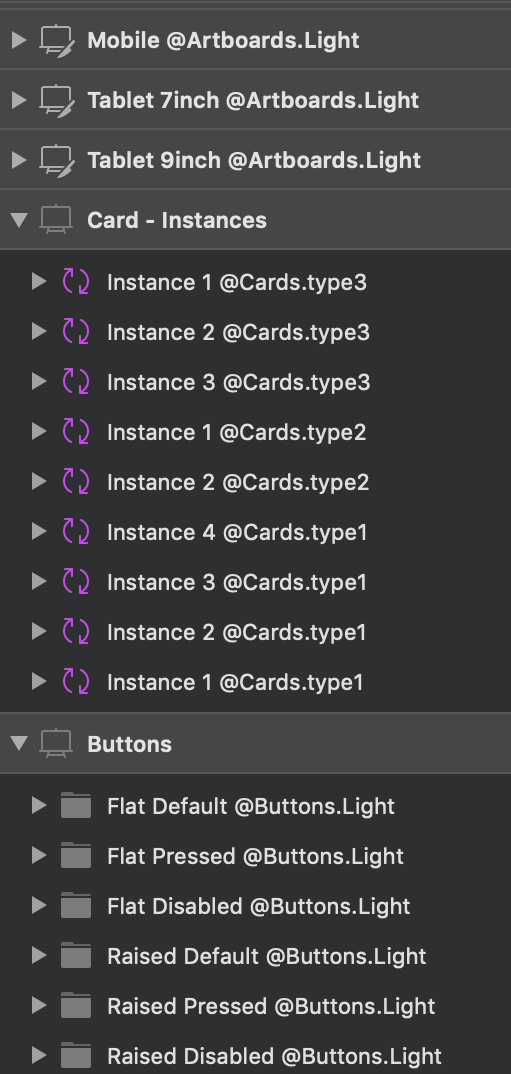 Mobile @Artboards.Light
Tablet 7inch @Artboards.Light
Tablet 9inch @Artboards.Light
Card - Instances
Instance 1 @Cards.type3
Instance 2 @Cards.type3
Instance 3 @Cards.type3
Instance 1 @Cards.type2
Instance 2 @Cards.type2
Instance 4 @Cards.type1
Instance 3 @Cards.type1
Instance 2 @Cards.type1
Instance 1 @Cards.type1
Buttons
Flat Default @Buttons.Light
Flat Pressed @Buttons.Light
Flat Disabled @Buttons.Light
Raised Default @Buttons.Light
Raised Pressed @Buttons.Light
Raised Disabled @Buttons.Light